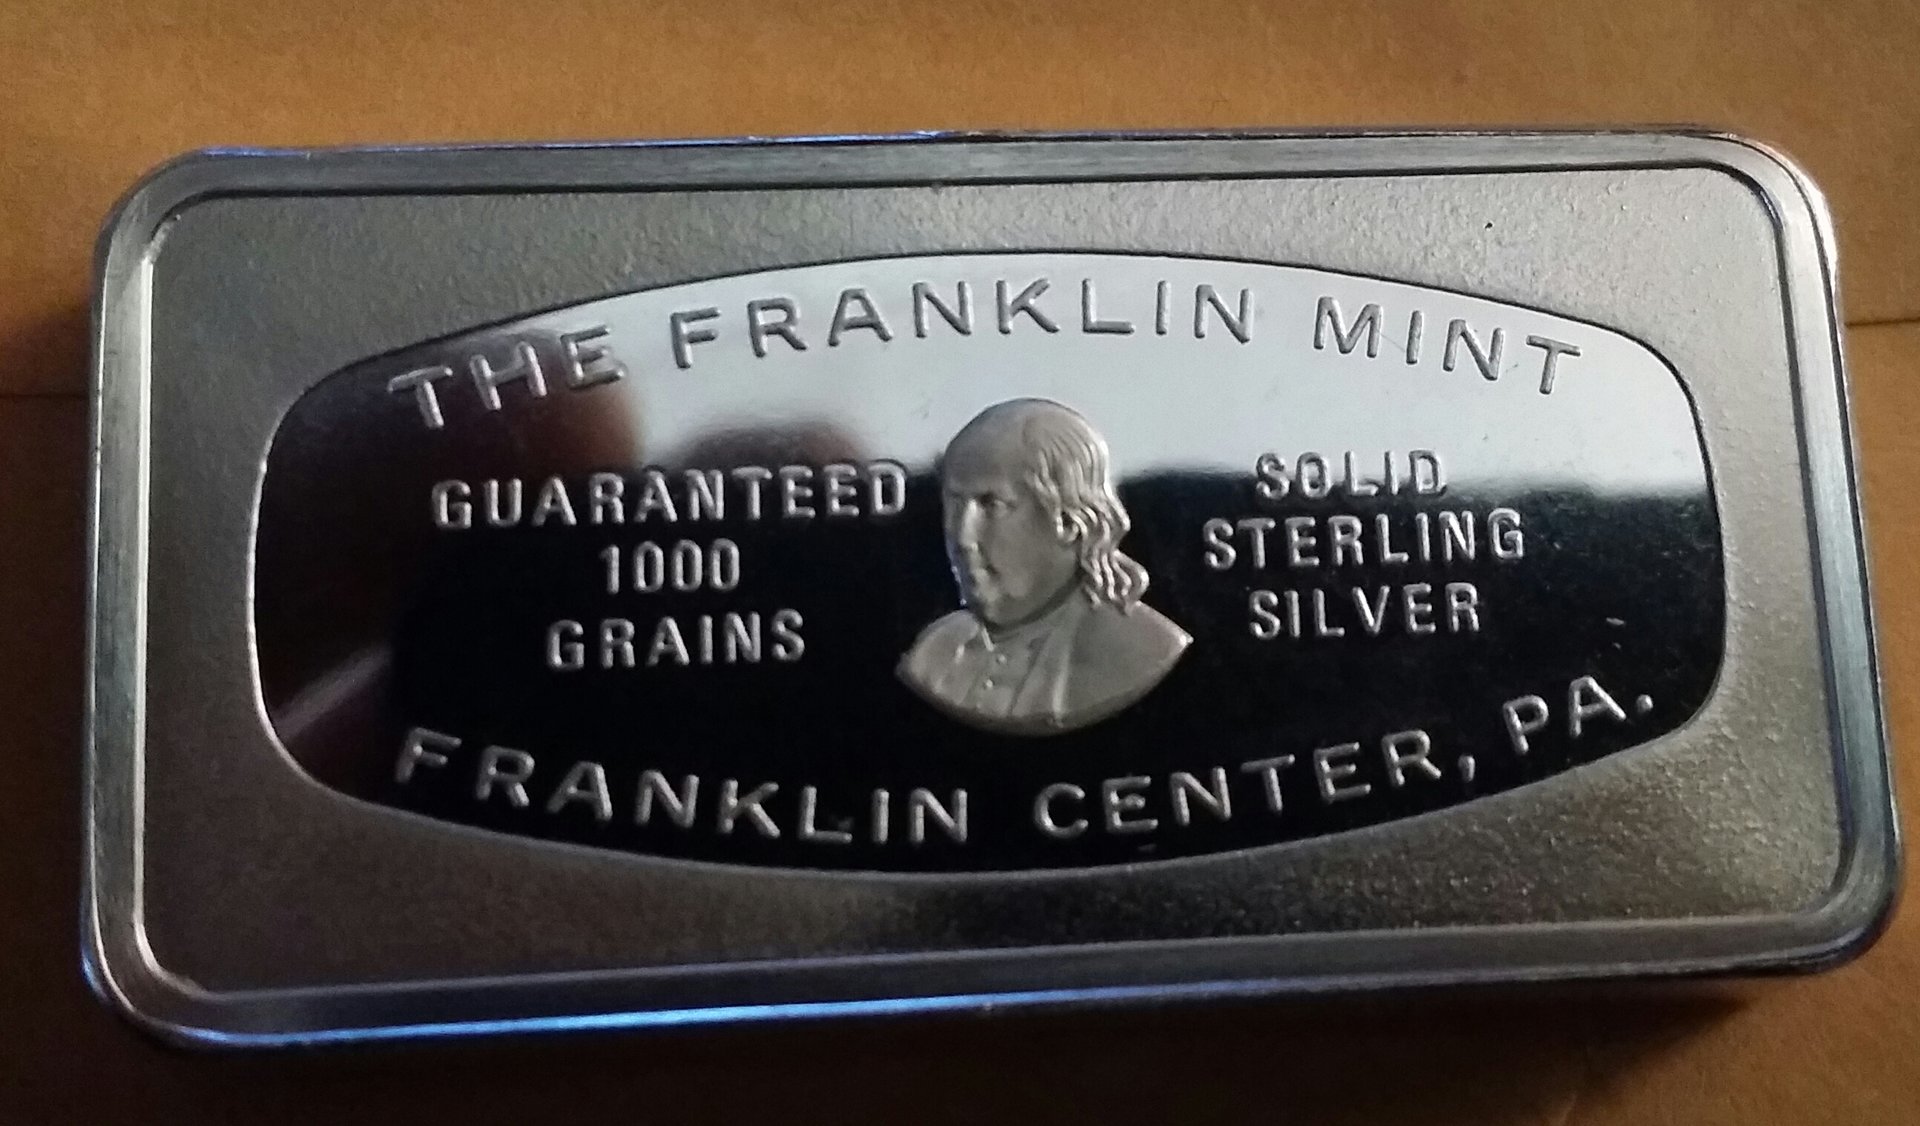 THE FRANKLIN MINT
GUARANTEED
1000
GRAINS
SOLID
STERLING
SILVER
FRANKLIN CENTER, PA.